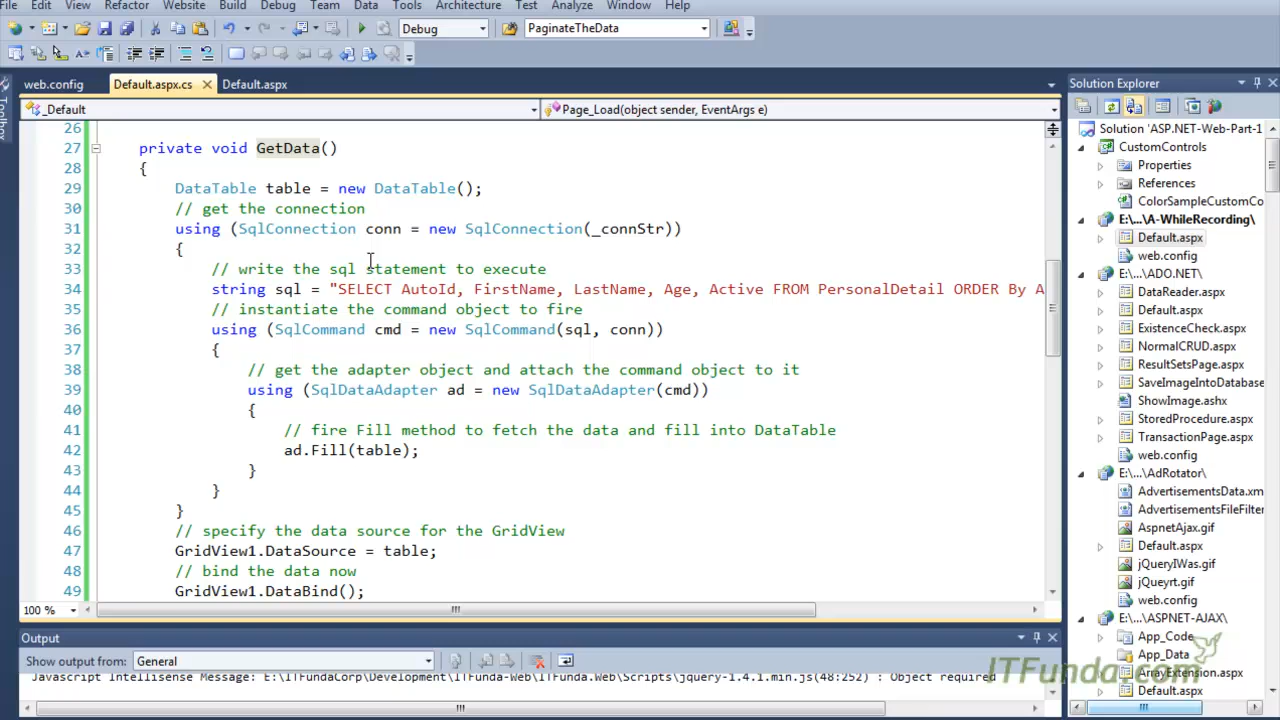 File Edit View Refactor Website Build Debug Team Data Tools Architecture Test Analyze Window Help
Debug PaginateTheData
web.config Default.aspx.cs Default.aspx
_Default Page_Load(object sender, EventArgs e)
26
27 private void GetData()
28 {
29 DataTable table = new DataTable();
30 // get the connection
31 using (SqlConnection conn = new SqlConnection(_connStr))
32 {
33 // write the sql statement to execute
34 string sql = "SELECT AutoId, FirstName, LastName, Age, Active FROM PersonalDetail ORDER By A
35 // instantiate the command object to fire
36 using (SqlCommand cmd = new SqlCommand(sql, conn))
37 {
38 // get the adapter object and attach the command object to it
39 using (SqlDataAdapter ad = new SqlDataAdapter(cmd))
40 {
41 // fire Fill method to fetch the data and fill into DataTable
42 ad.Fill(table);
43 }
44 }
45 }
46 // specify the data source for the GridView
47 GridView1.DataSource = table;
48 // bind the data now
49 GridView1.DataBind();
100 %
Output
Show output from: General
Javascript Intellisense Message: E:\ITFundaCorp\Development\ITFunda-Web\ITFunda.Web\Scripts\jquery-1.4.1.min.js(48:252) : Object required
Toolbox
Solution Explorer
Solution 'ASP.NET-Web-Part-1
CustomControls
Properties
References
ColorSampleCustomCo
E:\...\A-WhileRecording\
Default.aspx
web.config
E:\...\ADO.NET\
DataReader.aspx
Default.aspx
ExistenceCheck.aspx
NormalCRUD.aspx
ResultSetsPage.aspx
SaveImageIntoDatabase
ShowImage.ashx
StoredProcedure.aspx
TransactionPage.aspx
web.config
E:\...\AdRotator\
AdvertisementsData.xm
AdvertisementsFileFilter
AspnetAjax.gif
Default.aspx
jQueryIWas.gif
jQueyrt.gif
web.config
E:\...\ASPNET-AJAX\
App_Code
App_Data
ArrayExtension.aspx
Default.aspx
ITFunda.com